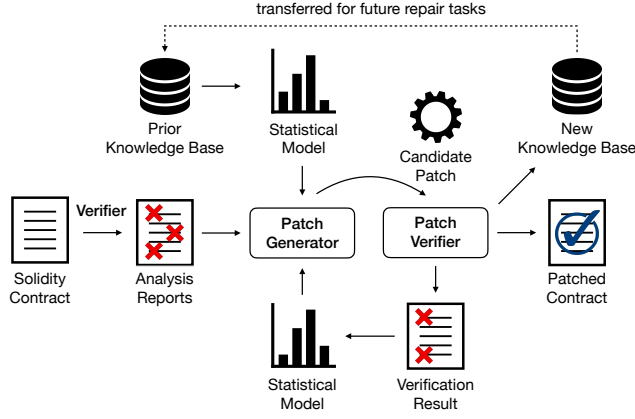 transferred for future repair tasks
Prior
Knowledge Base
Statistical
Model
Candidate
Patch
New
Knowledge Base
Verifier
Solidity
Contract
Analysis
Reports
Patch
Generator
Patch
Verifier
Patched
Contract
Statistical
Model
Verification
Result